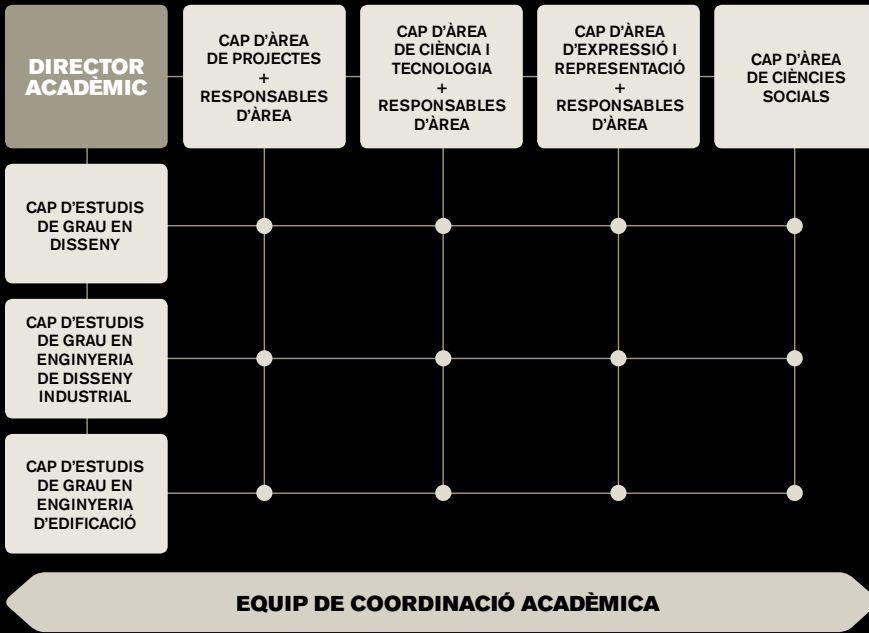 DIRECTOR
ACADÈMIC
CAP D'ÀREA
DE PROJECTES
+
RESPONSABLES
D'ÀREA
CAP D'ÀREA
DE CIÈNCIA I
TECNOLOGIA
+
RESPONSABLES
D'ÀREA
CAP D'ÀREA
D'EXPRESSIÓ I
REPRESENTACIÓ
+
RESPONSABLES
D'ÀREA
CAP D'ÀREA
DE CIÈNCIES
SOCIALS
CAP D'ESTUDIS
DE GRAU EN
DISSENY
CAP D'ESTUDIS
DE GRAU EN
ENGINYERIA
DE DISSENY
INDUSTRIAL
CAP D'ESTUDIS
DE GRAU EN
ENGINYERIA
D'EDIFICACIÓ
EQUIP DE COORDINACIÓ ACADÈMICA